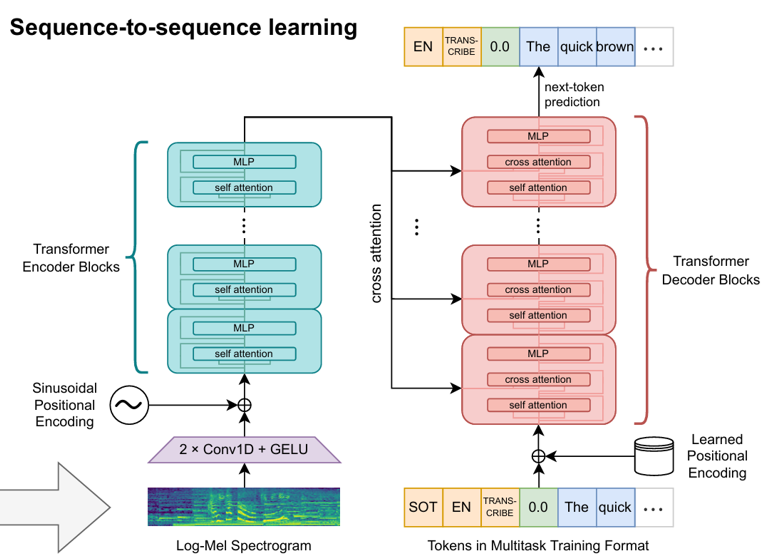 Sequence-to-sequence learning
EN TRANS-CRIBE 0.0 The quick brown ...
next-token
prediction
MLP
self attention
MLP
self attention
MLP
self attention
Transformer
Encoder Blocks
Sinusoidal
Positional
Encoding
2 × Conv1D + GELU
Log-Mel Spectrogram
cross attention
MLP
cross attention
self attention
MLP
cross attention
self attention
MLP
cross attention
self attention
Transformer
Decoder Blocks
Learned
Positional
Encoding
SOT EN TRANS-CRIBE 0.0 The quick ...
Tokens in Multitask Training Format